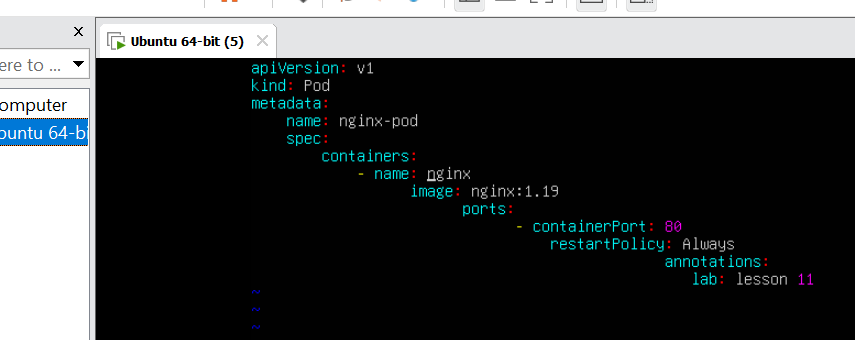 Ubuntu 64-bit (5)
ere to ...
omputer
buntu 64-bi
apiVersion: v1
kind: Pod
metadata:
name: nginx-pod
spec:
containers:
- name: nginx
image: nginx:1.19
ports:
- containerPort: 80
restartPolicy: Always
annotations:
lab: lesson 11
~
~
~